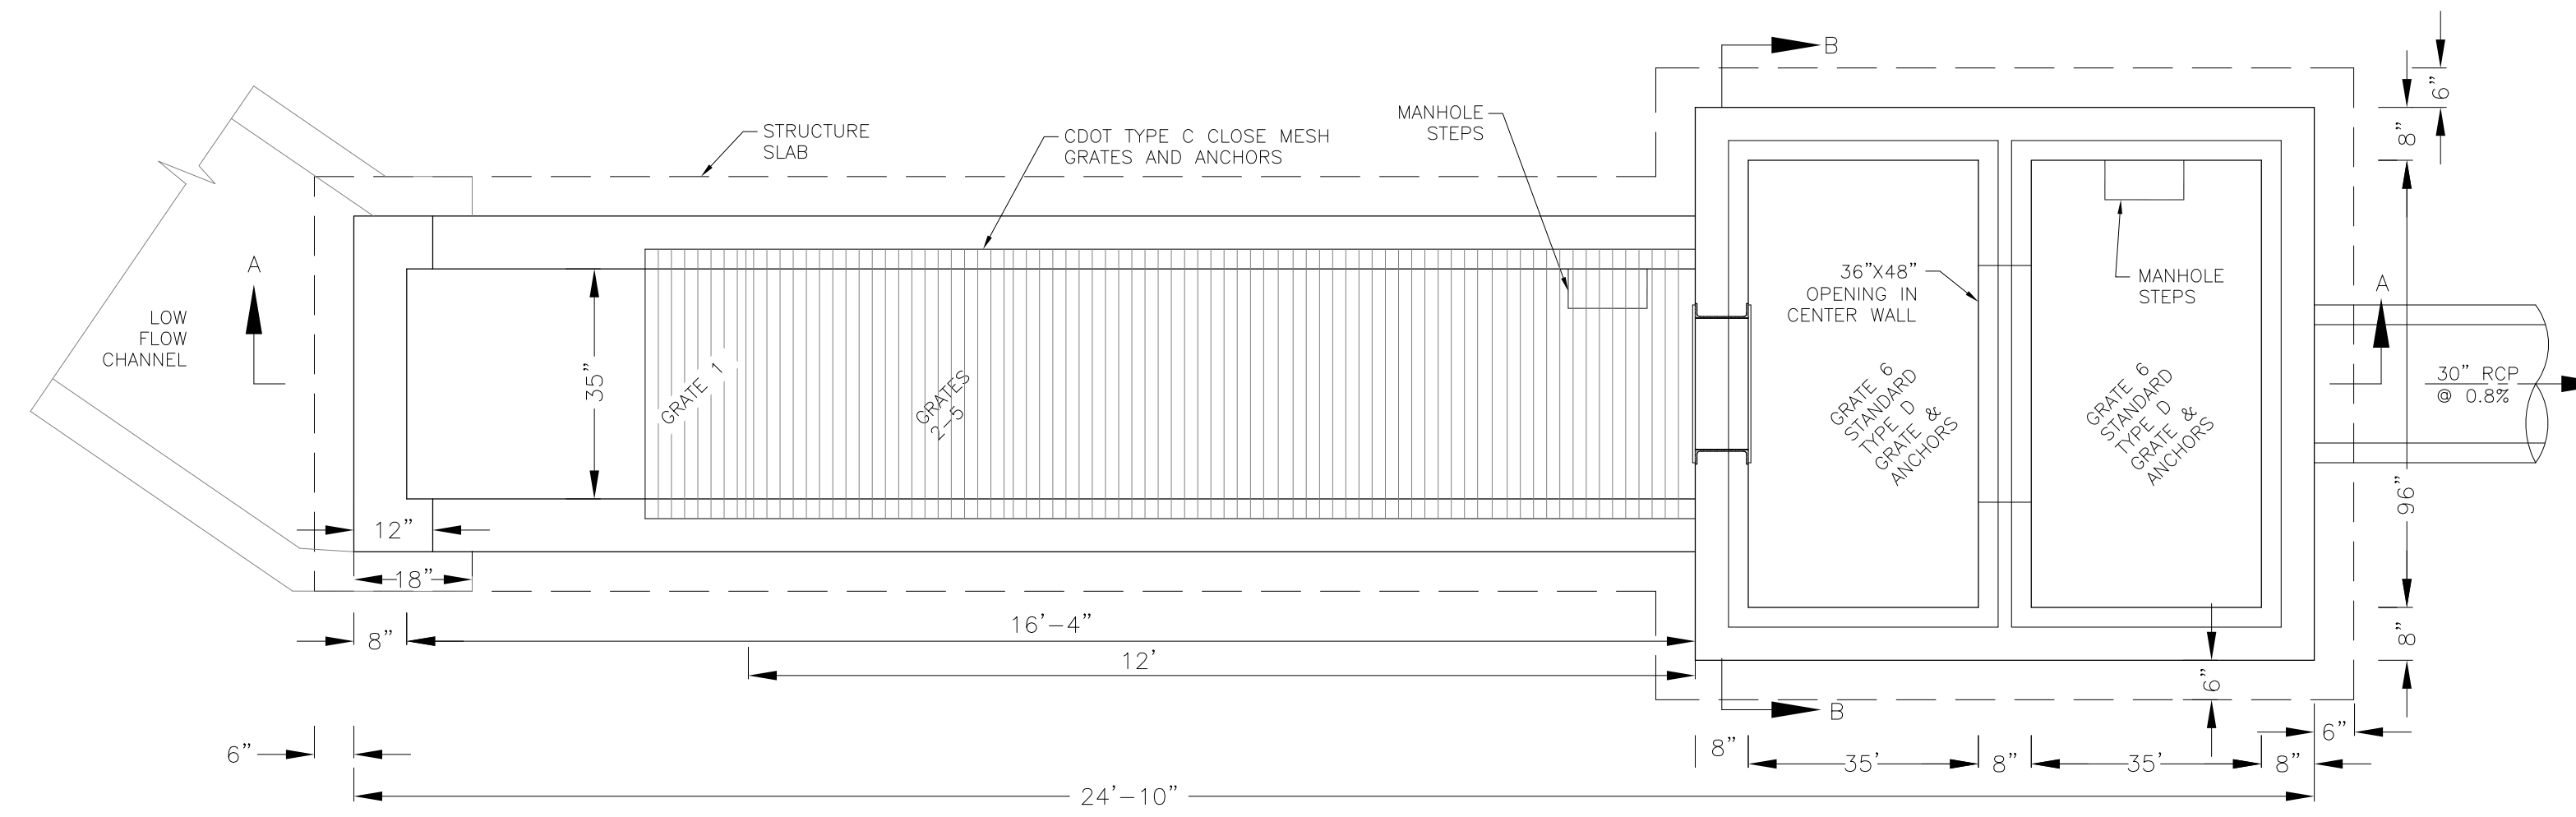 B
6"
8"
STRUCTURE
SLAB
CDOT TYPE C CLOSE MESH
GRATES AND ANCHORS
MANHOLE
STEPS
A
LOW
FLOW
CHANNEL
35"
GRATE 1
GRATES
2-5
36"X48"
OPENING IN
CENTER WALL
MANHOLE
STEPS
A
GRATE 6
STANDARD
TYPE D
GRATE &
ANCHORS
GRATE 6
STANDARD
TYPE D
GRATE &
ANCHORS
30" RCP
@ 0.8%
96"
12"
18"
8"
16'-4"
12'
8"
6"
B
6"
6"
8"
35'
8"
35'
8"
24'-10"